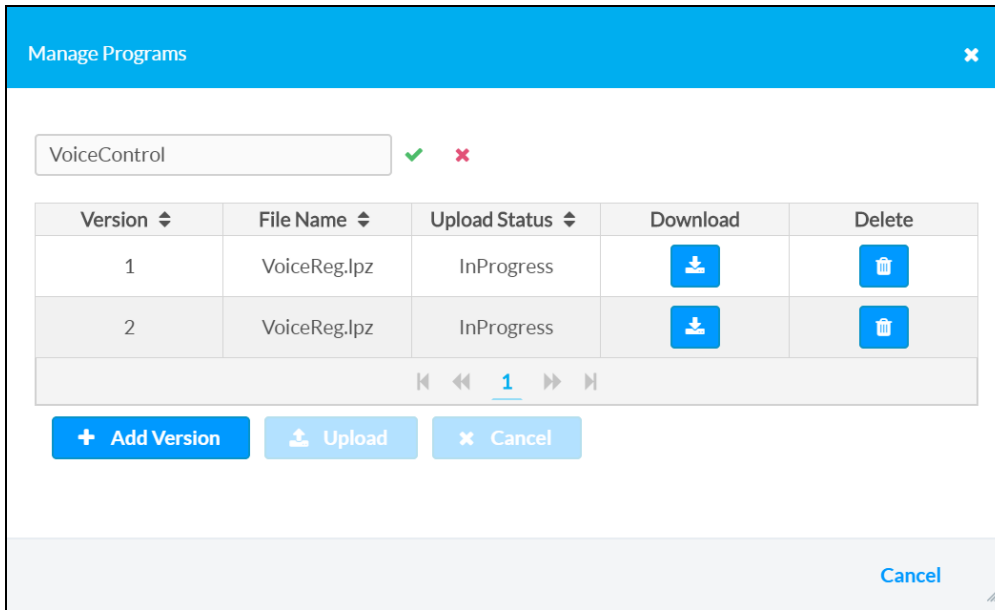 Manage Programs
VoiceControl
Version File Name Upload Status Download Delete
1 VoiceReg.lpz InProgress
2 VoiceReg.lpz InProgress
1
Add Version Upload Cancel
Cancel